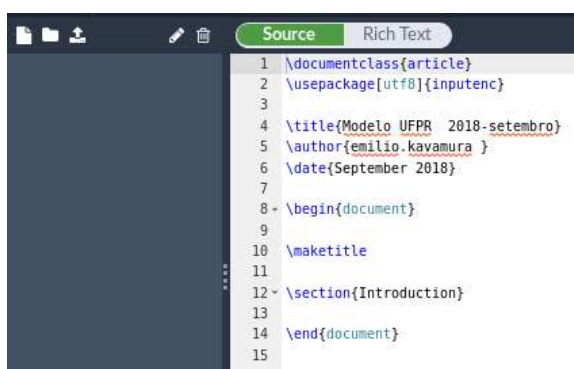 Source Rich Text
1 \documentclass{article}
2 \usepackage[utf8]{inputenc}
3
4 \title{Modelo UFPR  2018-setembro}
5 \author{emilio.kavamura }
6 \date{September 2018}
7
8 \begin{document}
9
10 \maketitle
11
12 \section{Introduction}
13
14 \end{document}
15